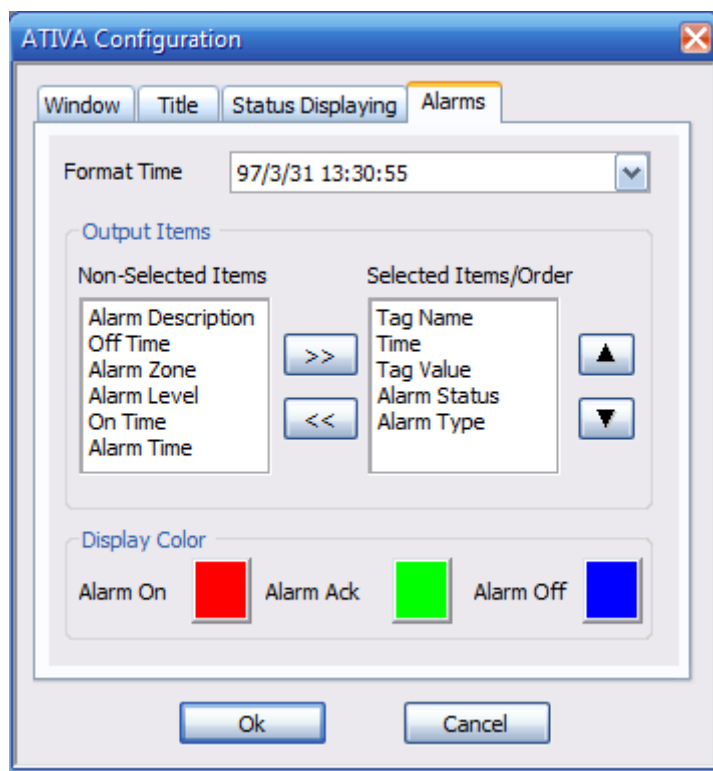 ATIVA Configuration
Window Title Status Displaying Alarms
Format Time 97/3/31 13:30:55
Output Items
Non-Selected Items
Alarm Description
Off Time
Alarm Zone
Alarm Level
On Time
Alarm Time
>>
<<
Selected Items/Order
Tag Name
Time
Tag Value
Alarm Status
Alarm Type
Display Color
Alarm On Alarm Ack Alarm Off
Ok Cancel